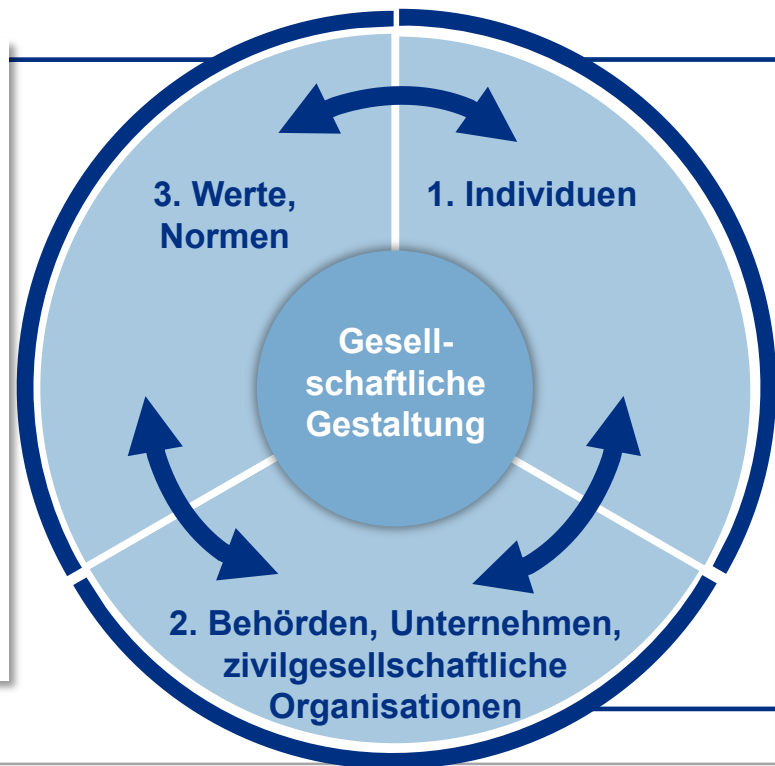 3. Werte,
Normen
1. Individuen
Gesell-
schaftliche
Gestaltung
2. Behörden, Unternehmen,
zivilgesellschaftliche
Organisationen